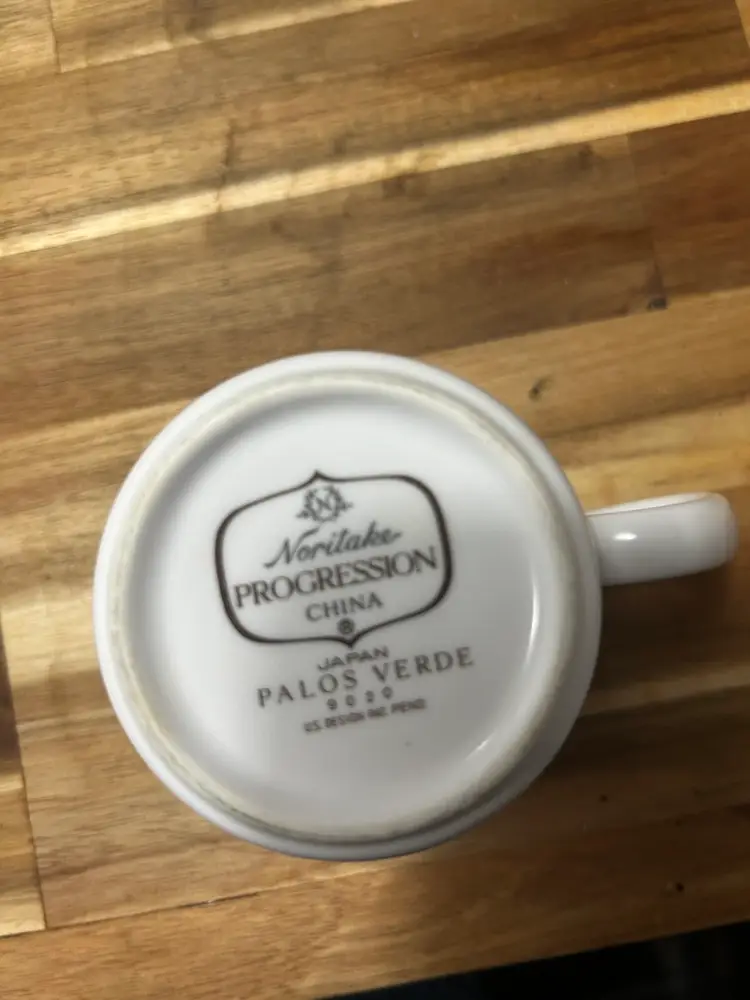 N
Noritake
PROGRESSION
CHINA
®
JAPAN
PALOS VERDE
9020
U.S. DESIGN PAT. PEND.